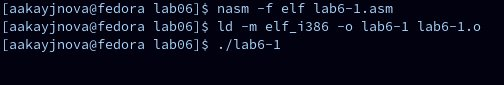 [aakayjnova@fedora lab06]$ nasm -f elf lab6-1.asm
[aakayjnova@fedora lab06]$ ld -m elf_i386 -o lab6-1 lab6-1.o
[aakayjnova@fedora lab06]$ ./lab6-1